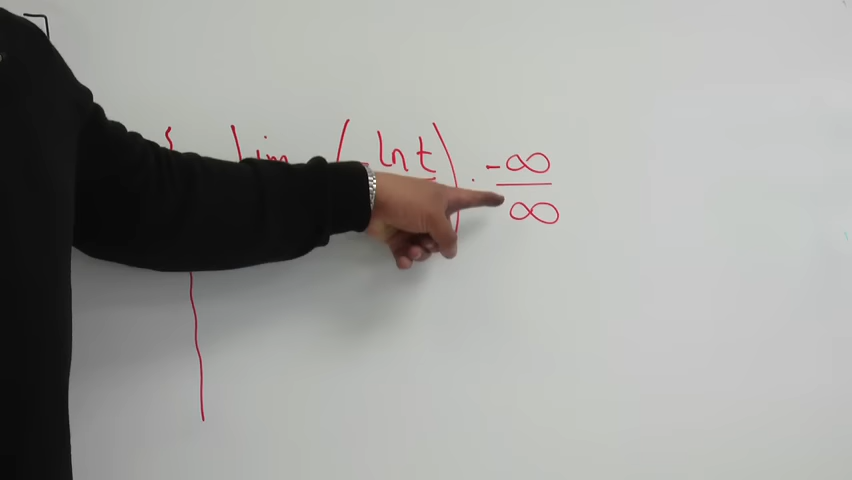 lim ( ln t ) : -∞
∞